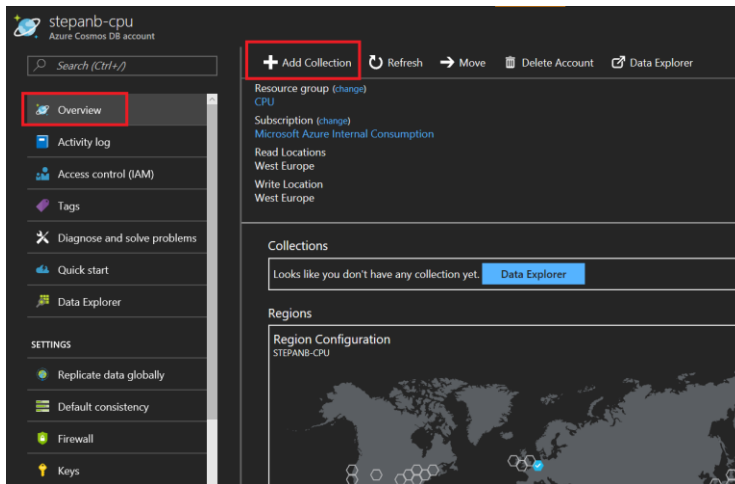 stepanb-cpu
Azure Cosmos DB account
Search (Ctrl+/)
Overview
Activity log
Access control (IAM)
Tags
Diagnose and solve problems
Quick start
Data Explorer
SETTINGS
Replicate data globally
Default consistency
Firewall
Keys
Add Collection Refresh Move Delete Account Data Explorer
Resource group (change)
CPU
Subscription (change)
Microsoft Azure Internal Consumption
Read Locations
West Europe
Write Location
West Europe
Collections
Looks like you don't have any collection yet. Data Explorer
Regions
Region Configuration
STEPANB-CPU